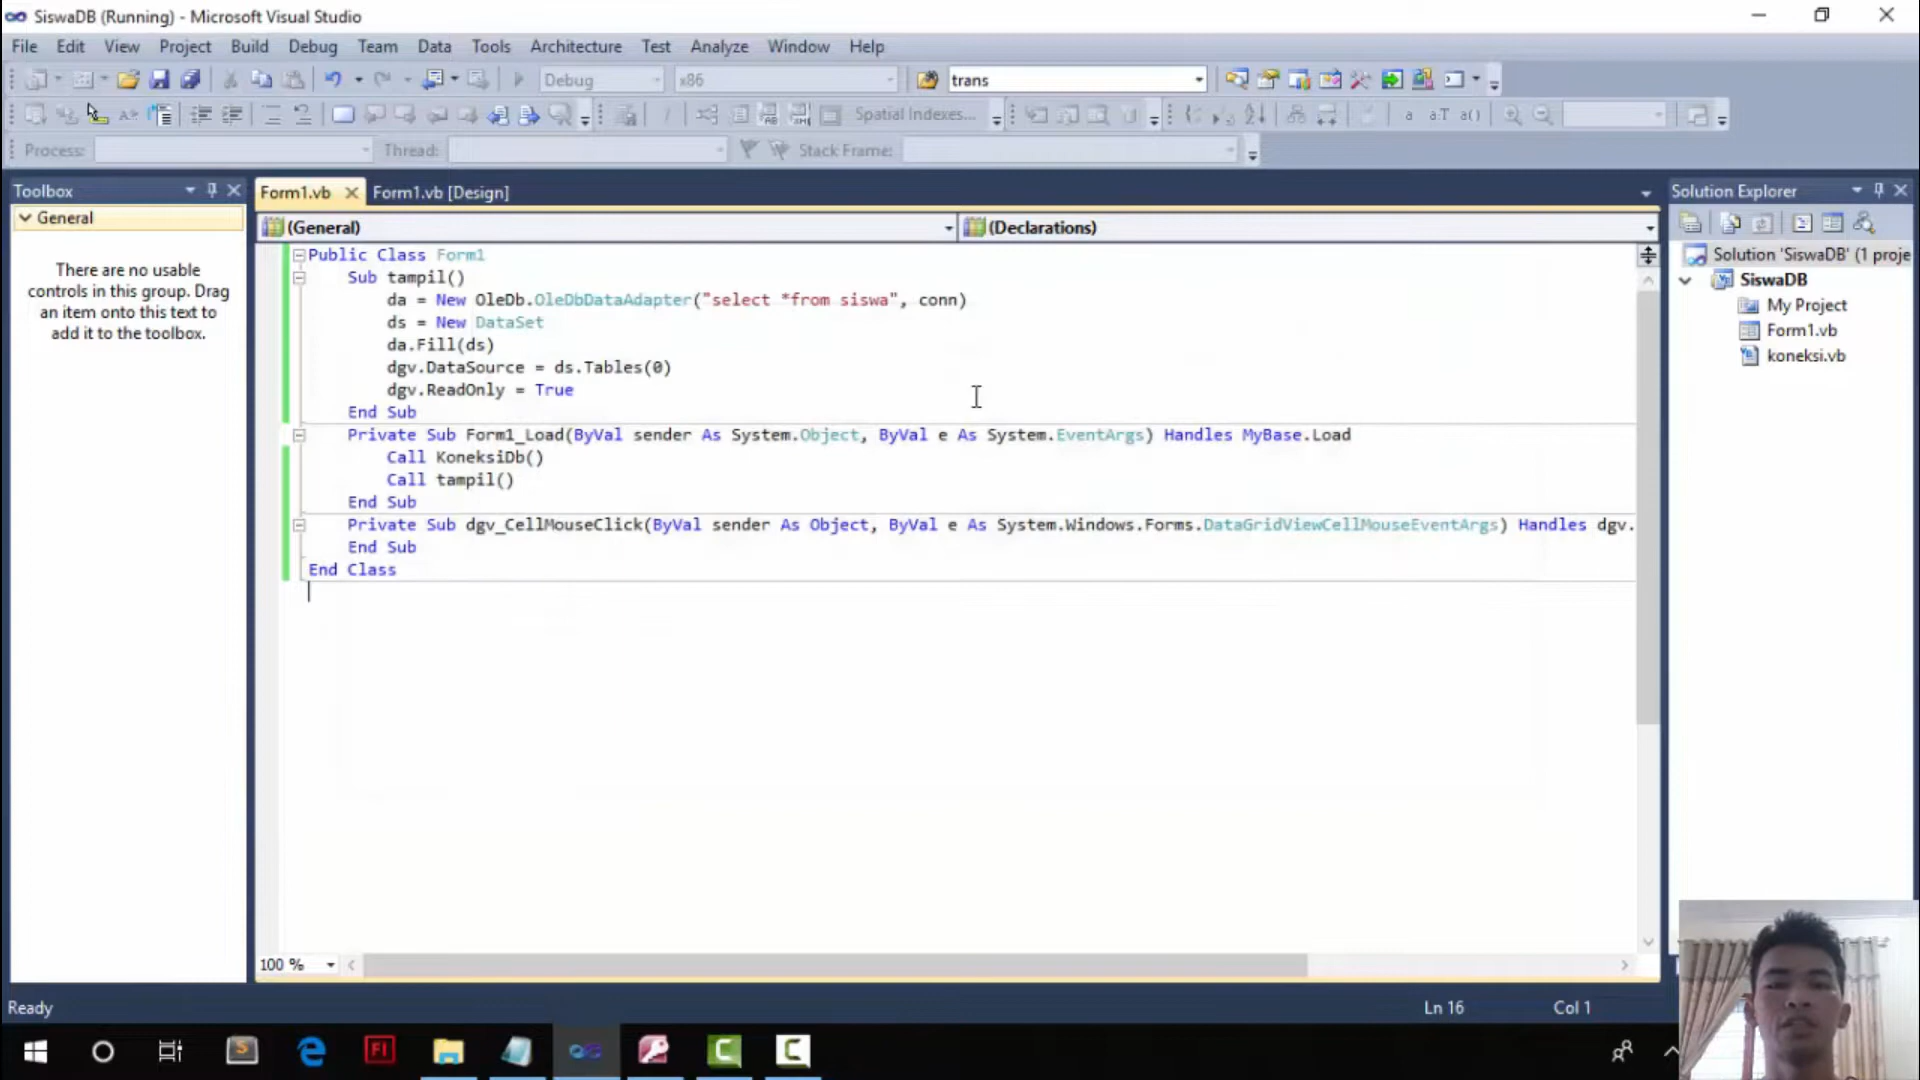 SiswaDB (Running) - Microsoft Visual Studio
File Edit View Project Build Debug Team Data Tools Architecture Test Analyze Window Help
Debug x86 trans
Spatial Indexes...
Process: Thread: Stack Frame:
Toolbox
General
There are no usable
controls in this group. Drag
an item onto this text to
add it to the toolbox.
Form1.vb Form1.vb [Design]
(General) (Declarations)
Public Class Form1
Sub tampil()
da = New OleDb.OleDbDataAdapter("select *from siswa", conn)
ds = New DataSet
da.Fill(ds)
dgv.DataSource = ds.Tables(0)
dgv.ReadOnly = True
End Sub
Private Sub Form1_Load(ByVal sender As System.Object, ByVal e As System.EventArgs) Handles MyBase.Load
Call KoneksiDb()
Call tampil()
End Sub
Private Sub dgv_CellMouseClick(ByVal sender As Object, ByVal e As System.Windows.Forms.DataGridViewCellMouseEventArgs) Handles dgv.
End Sub
End Class
100 %
Solution Explorer
Solution 'SiswaDB' (1 proje
SiswaDB
My Project
Form1.vb
koneksi.vb
Ready Ln 16 Col 1